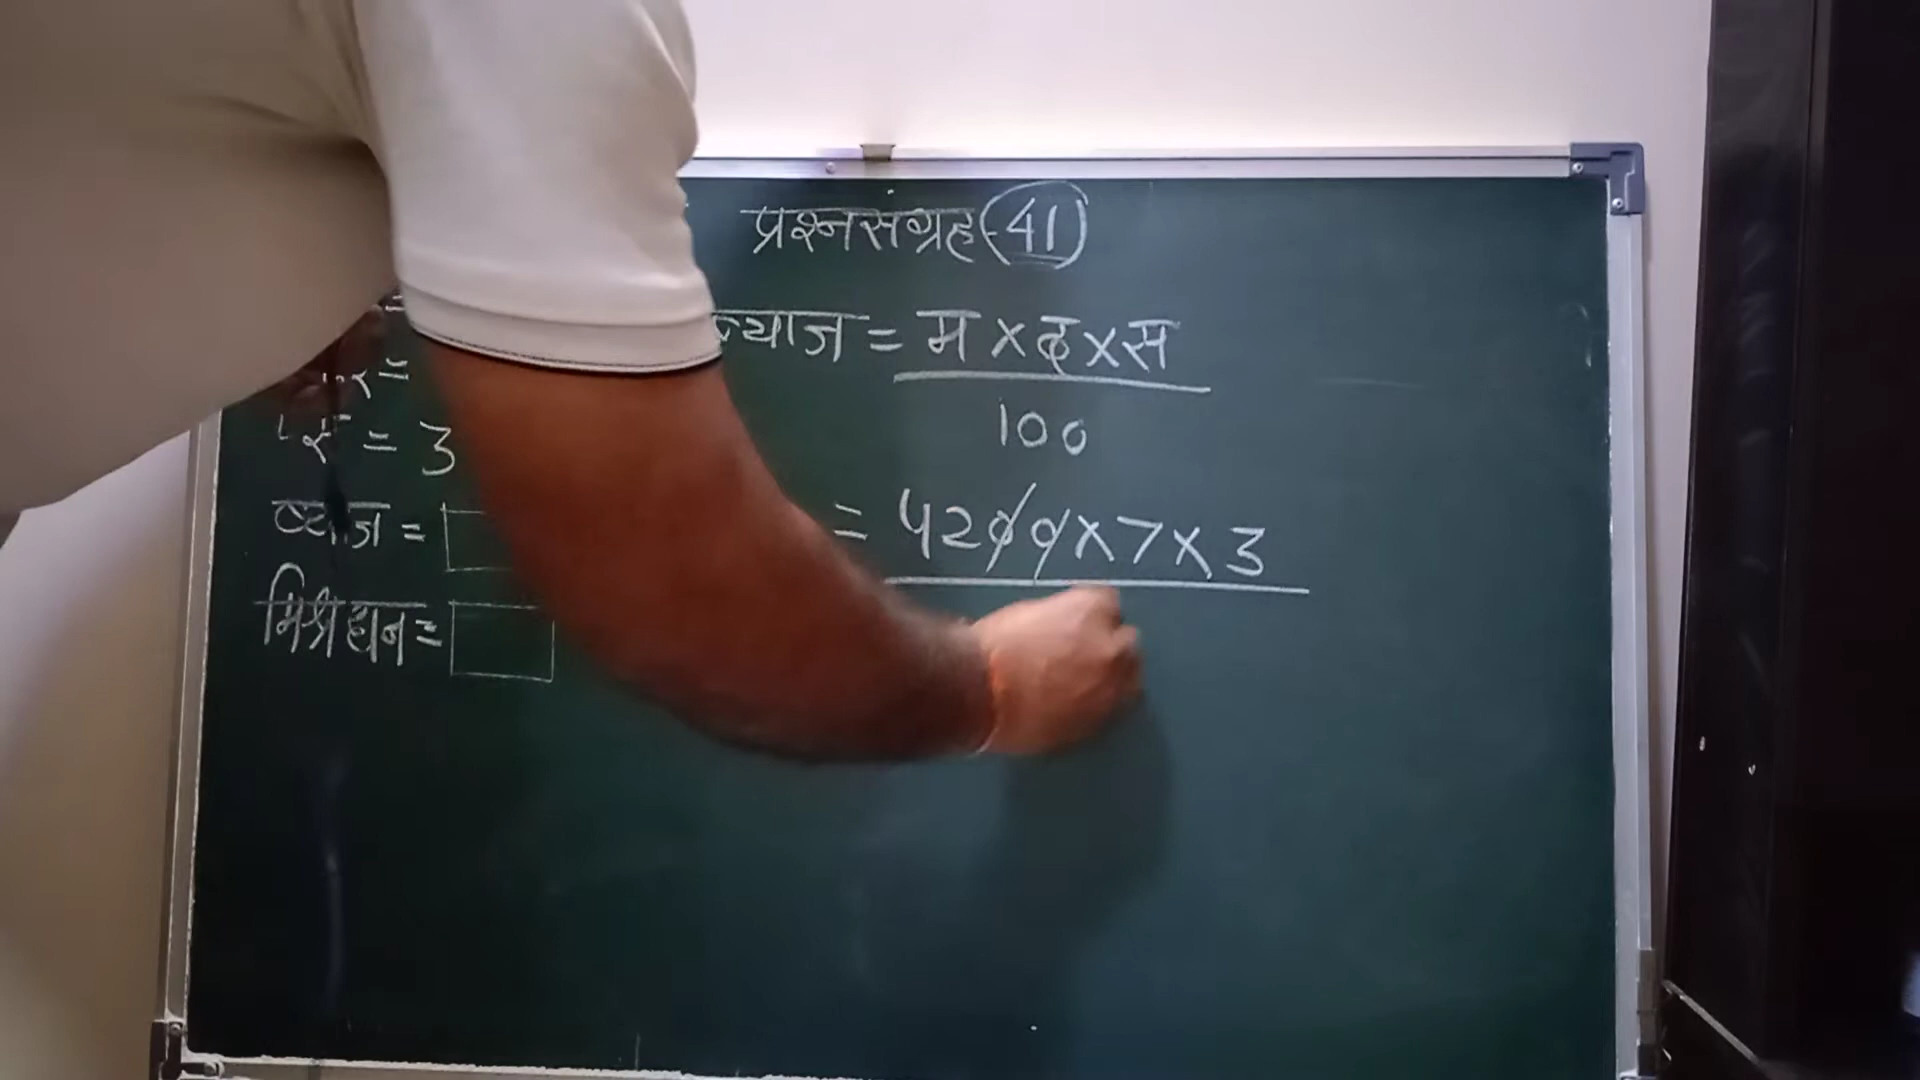 प्रश्नसंग्रह (41)
ब्याज = म × द × स
100
= 3
= 4200 × 7 × 3
ब्याज =
मिश्रधन =